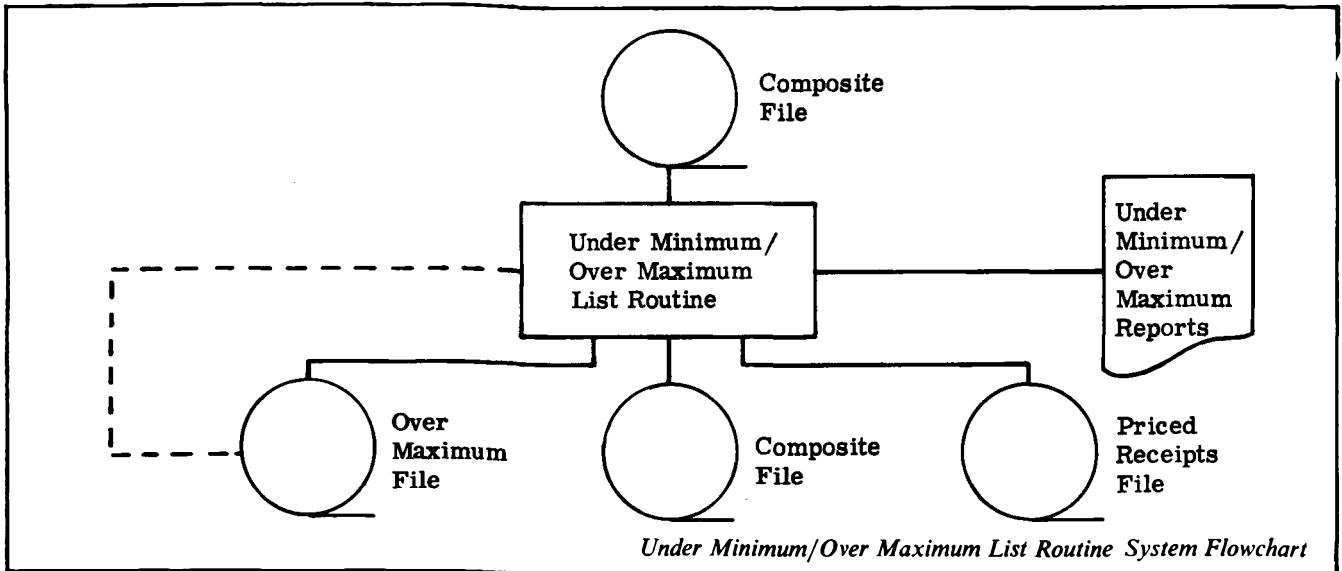 Composite
File
Under Minimum/
Over Maximum
List Routine
Under
Minimum/
Over
Maximum
Reports
Over
Maximum
File
Composite
File
Priced
Receipts
File
Under Minimum/Over Maximum List Routine System Flowchart